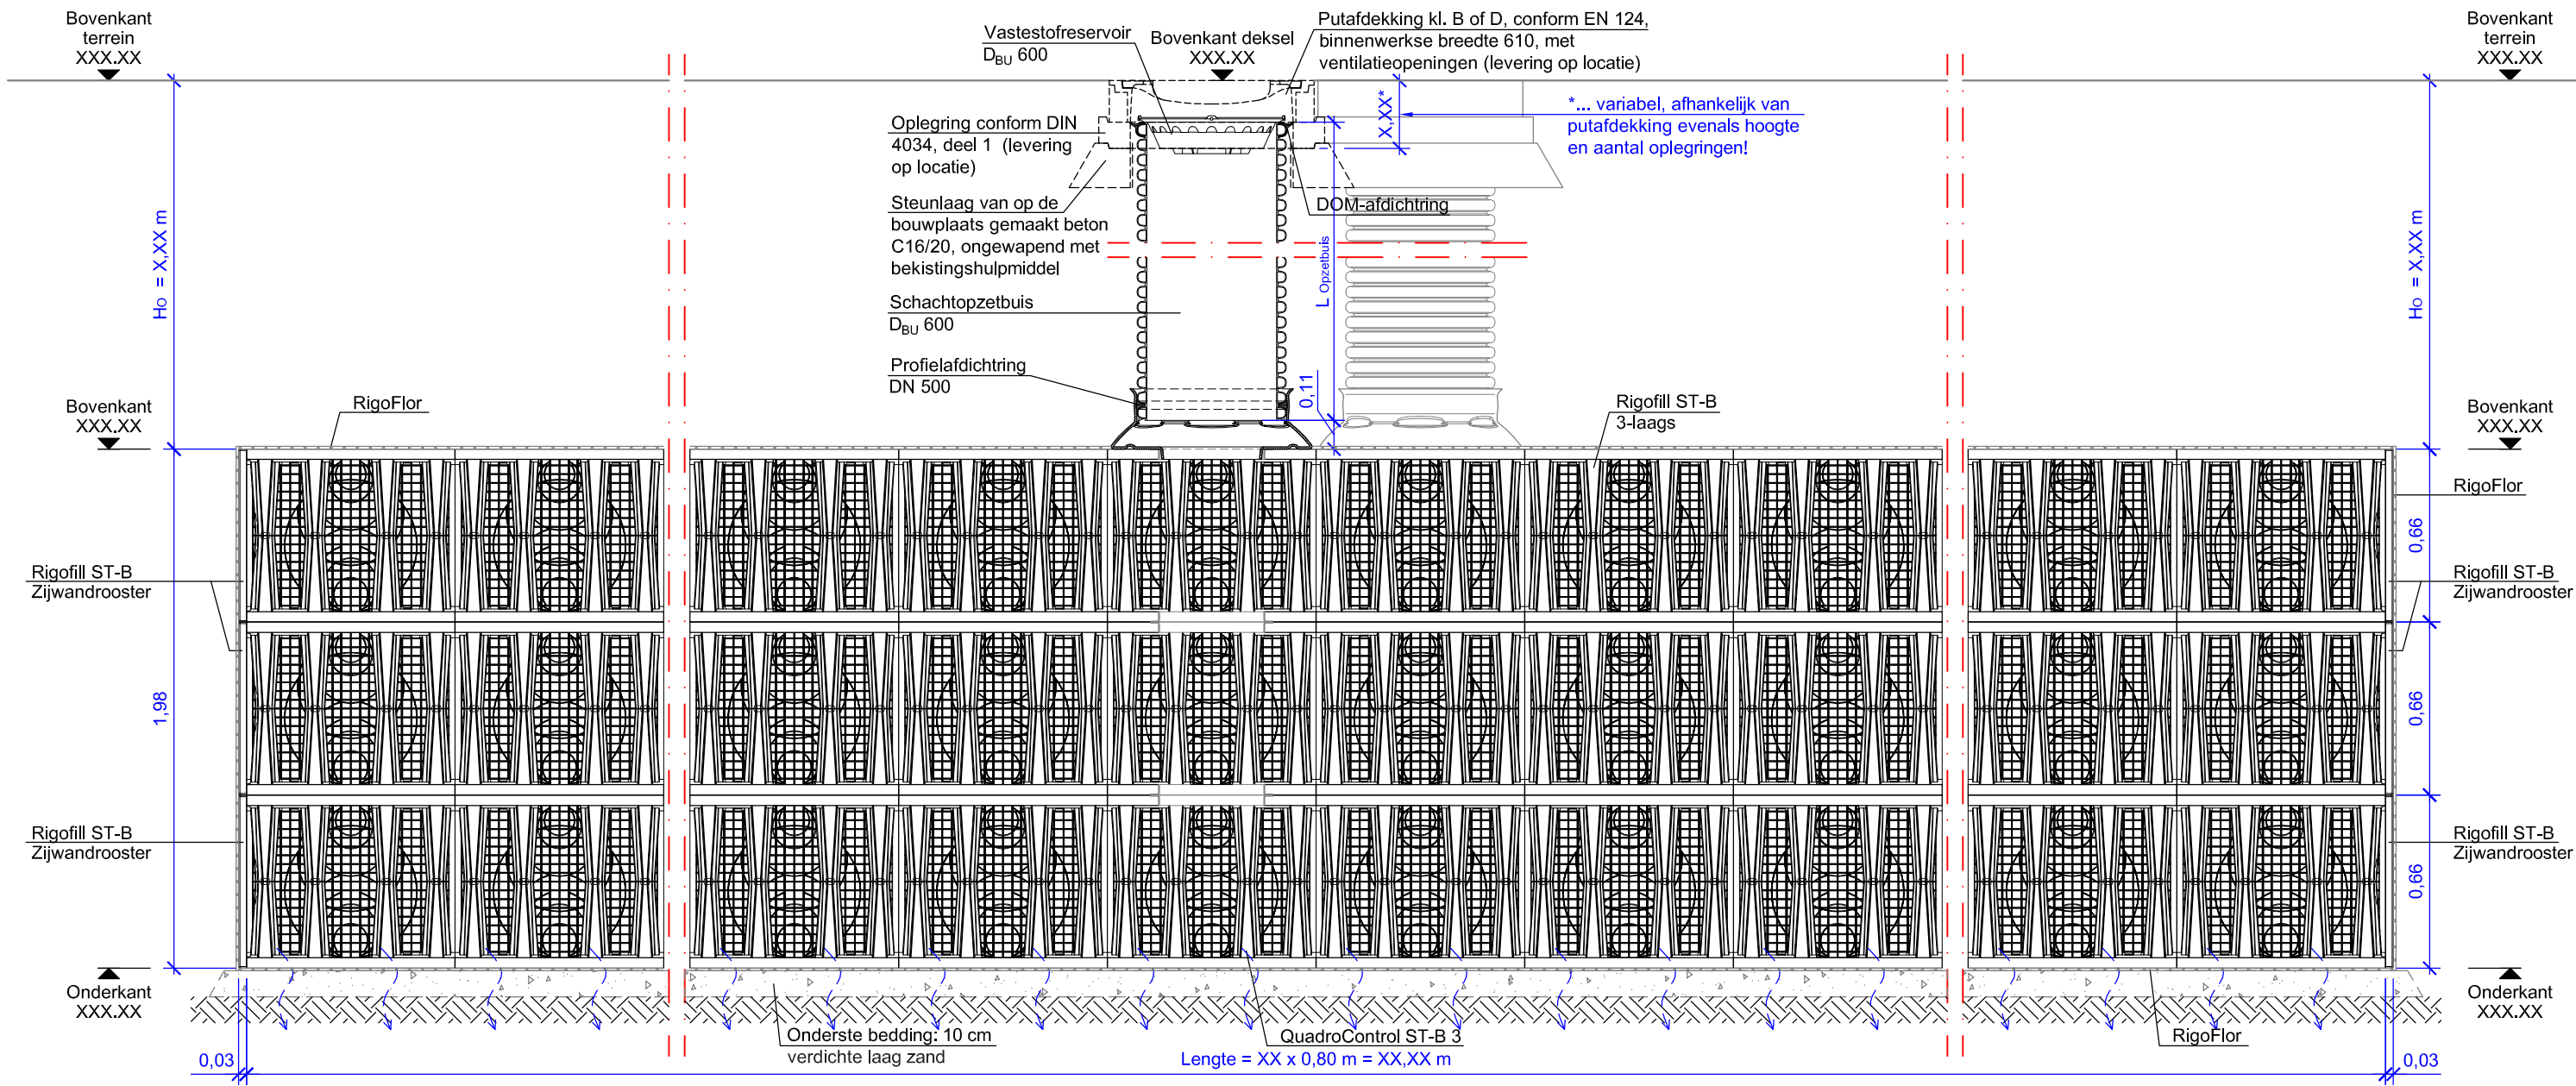 Bovenkant
terrein
XXX.XX
Vastestofreservoir
DBU 600
Bovenkant deksel
XXX.XX
Putafdekking kl. B of D, conform EN 124,
binnenwerkse breedte 610, met
ventilatieopeningen (levering op locatie)
Bovenkant
terrein
XXX.XX
Oplegring conform DIN
4034, deel 1 (levering
op locatie)
X,XX*
*... variabel, afhankelijk van
putafdekking evenals hoogte
en aantal oplegringen!
Steunlaag van op de
bouwplaats gemaakt beton
C16/20, ongewapend met
bekistingshulpmiddel
DOM-afdichtring
HO = X,XX m
L Opzetbuis
HO = X,XX m
Schachtopzetbuis
DBU 600
Profielafdichtring
DN 500
0,11
Bovenkant
XXX.XX
RigoFlor
Rigofill ST-B
3-laags
Bovenkant
XXX.XX
RigoFlor
0,66
Rigofill ST-B
Zijwandrooster
Rigofill ST-B
Zijwandrooster
1,98
0,66
Rigofill ST-B
Zijwandrooster
Rigofill ST-B
Zijwandrooster
0,66
Onderkant
XXX.XX
Onderkant
XXX.XX
Onderste bedding: 10 cm
verdichte laag zand
QuadroControl ST-B 3
RigoFlor
0,03
Lengte = XX x 0,80 m = XX,XX m
0,03